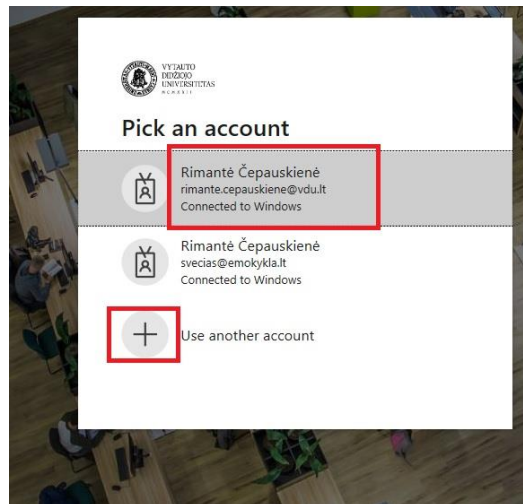 VYTAUTO
DIDŽIOJO
UNIVERSITETAS
MCMXXII
Pick an account
Rimantė Čepauskienė
rimante.cepauskiene@vdu.lt
Connected to Windows
Rimantė Čepauskienė
svecias@emokykla.lt
Connected to Windows
Use another account